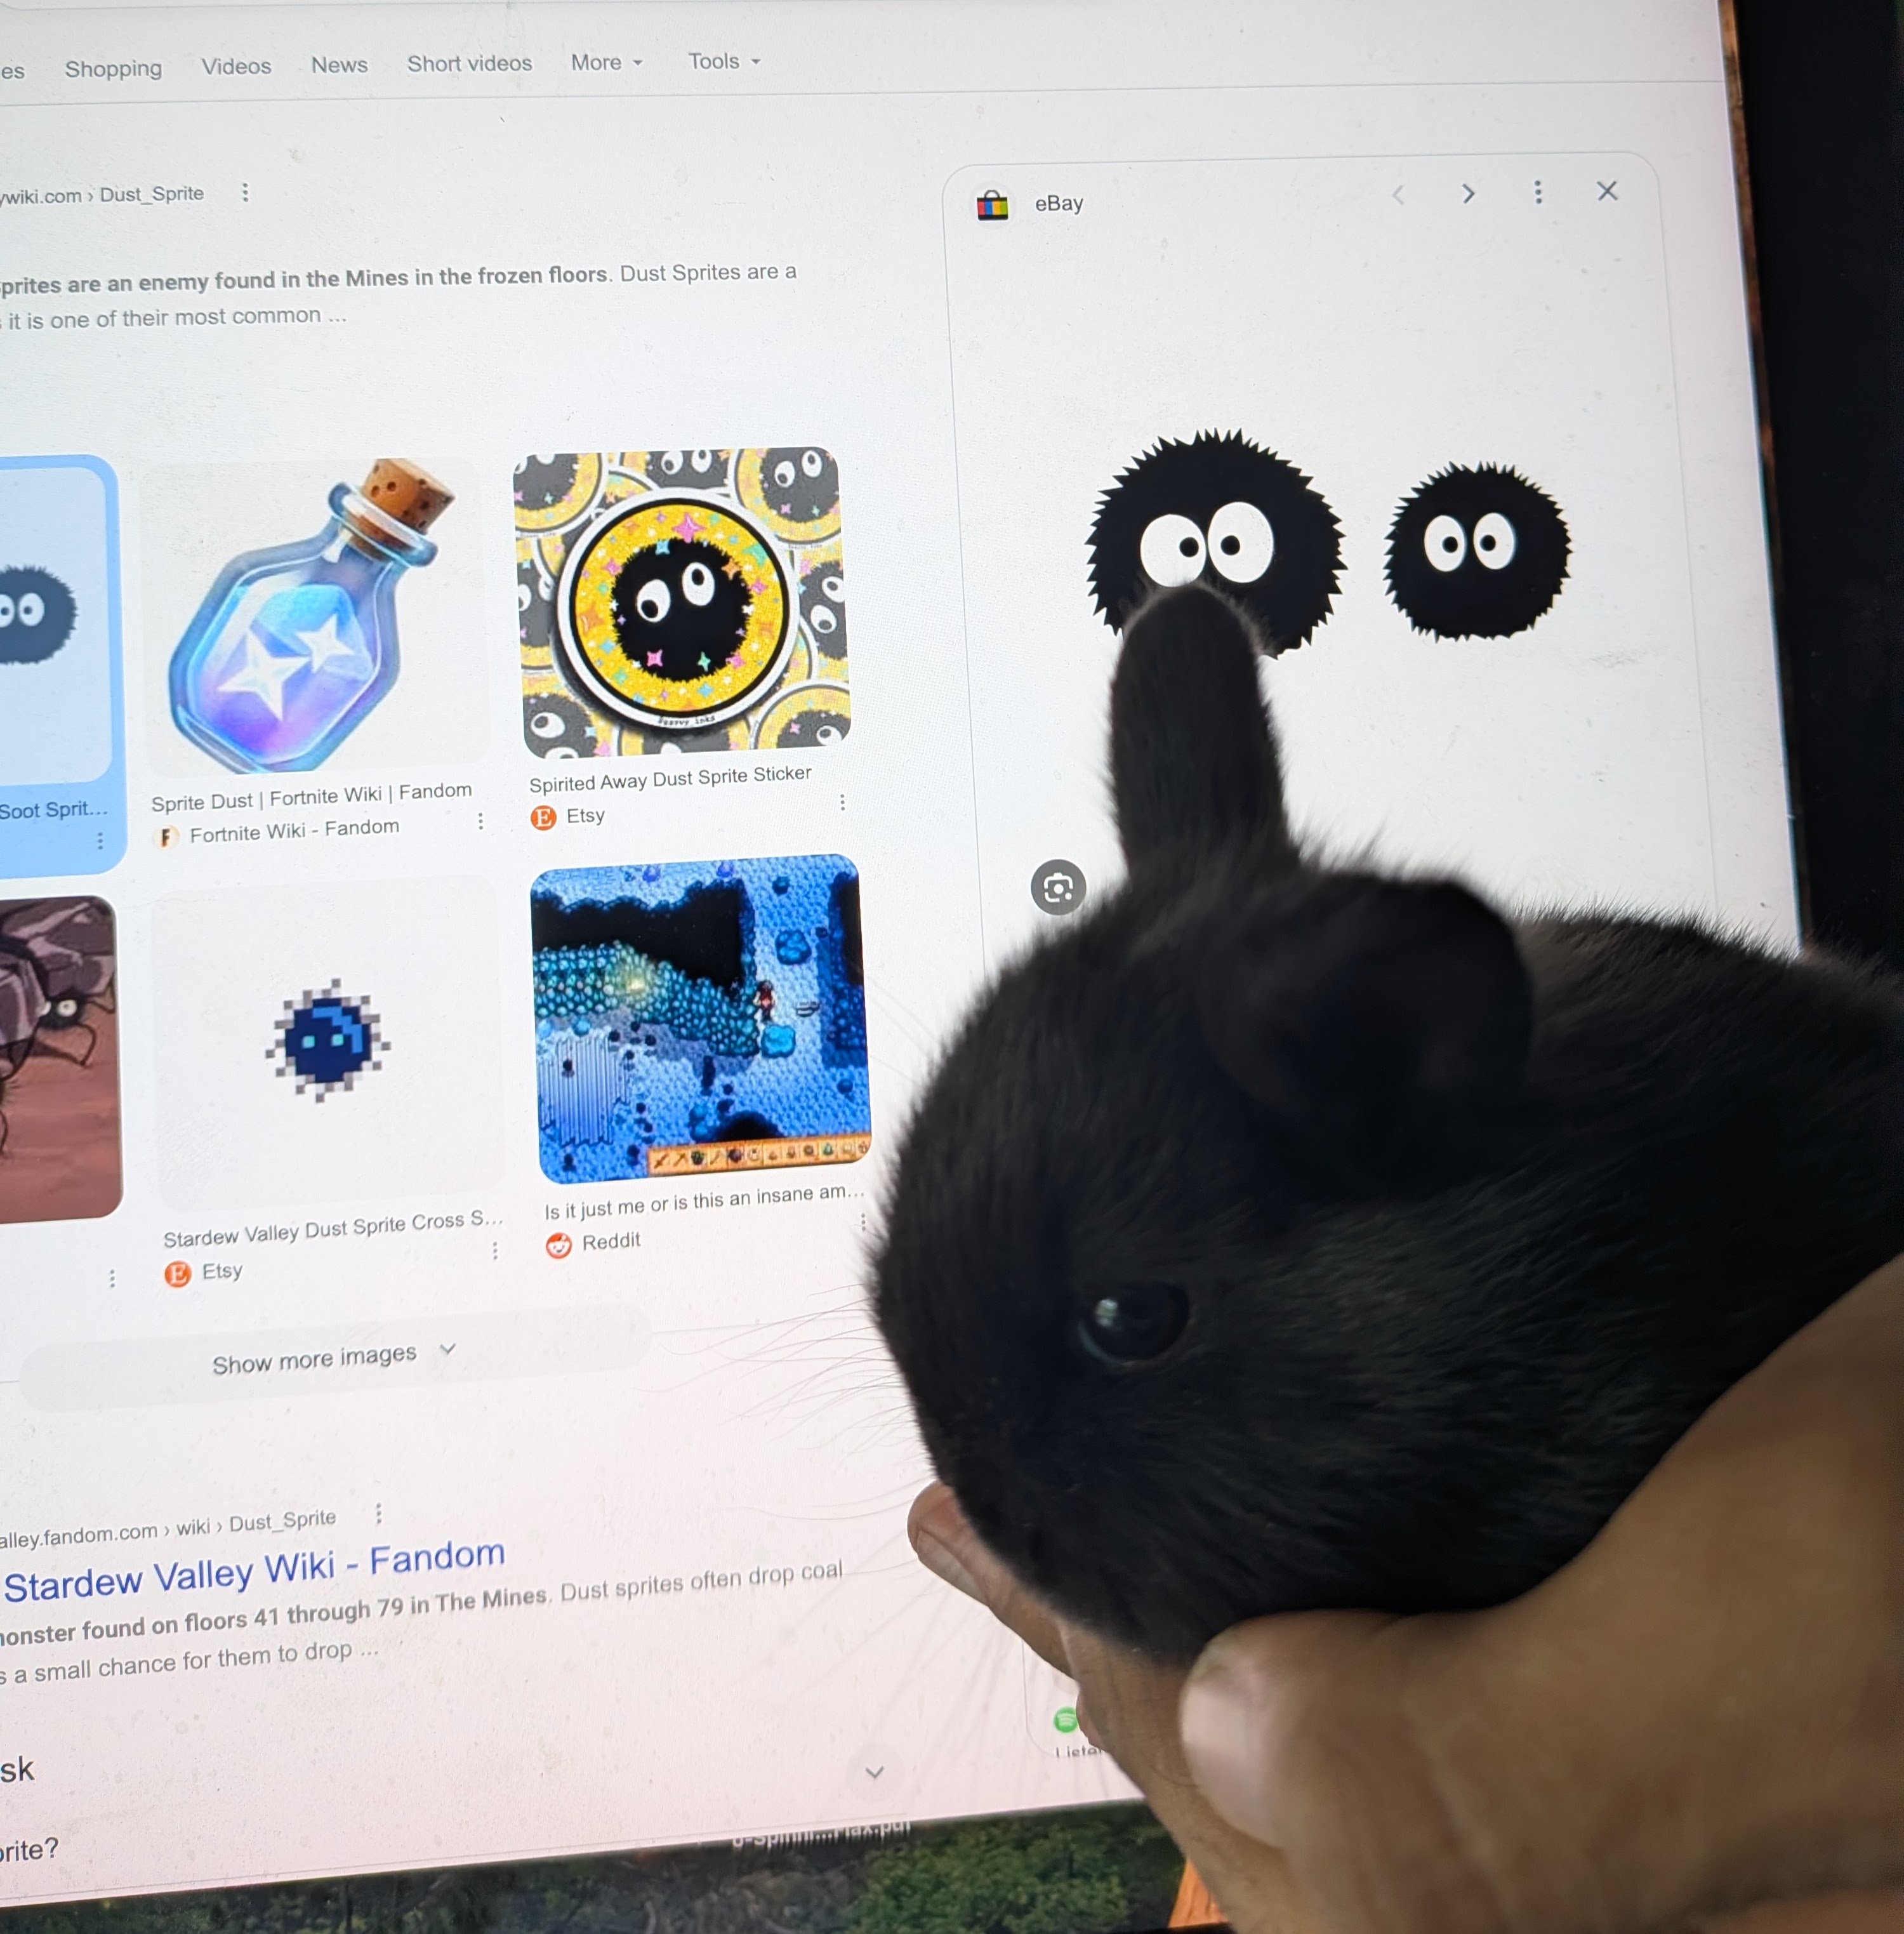 es Shopping Videos News Short videos More Tools
ywiki.com › Dust_Sprite
eBay
prites are an enemy found in the Mines in the frozen floors. Dust Sprites are a
it is one of their most common ...
Soot Sprit...
Sprite Dust | Fortnite Wiki | Fandom
Fortnite Wiki - Fandom
Spirited Away Dust Sprite Sticker
Etsy
Stardew Valley Dust Sprite Cross S...
Etsy
Is it just me or is this an insane am...
Reddit
Show more images
alley.fandom.com › wiki › Dust_Sprite
Stardew Valley Wiki - Fandom
onster found on floors 41 through 79 in The Mines. Dust sprites often drop coal
s a small chance for them to drop ...
sk
rite?